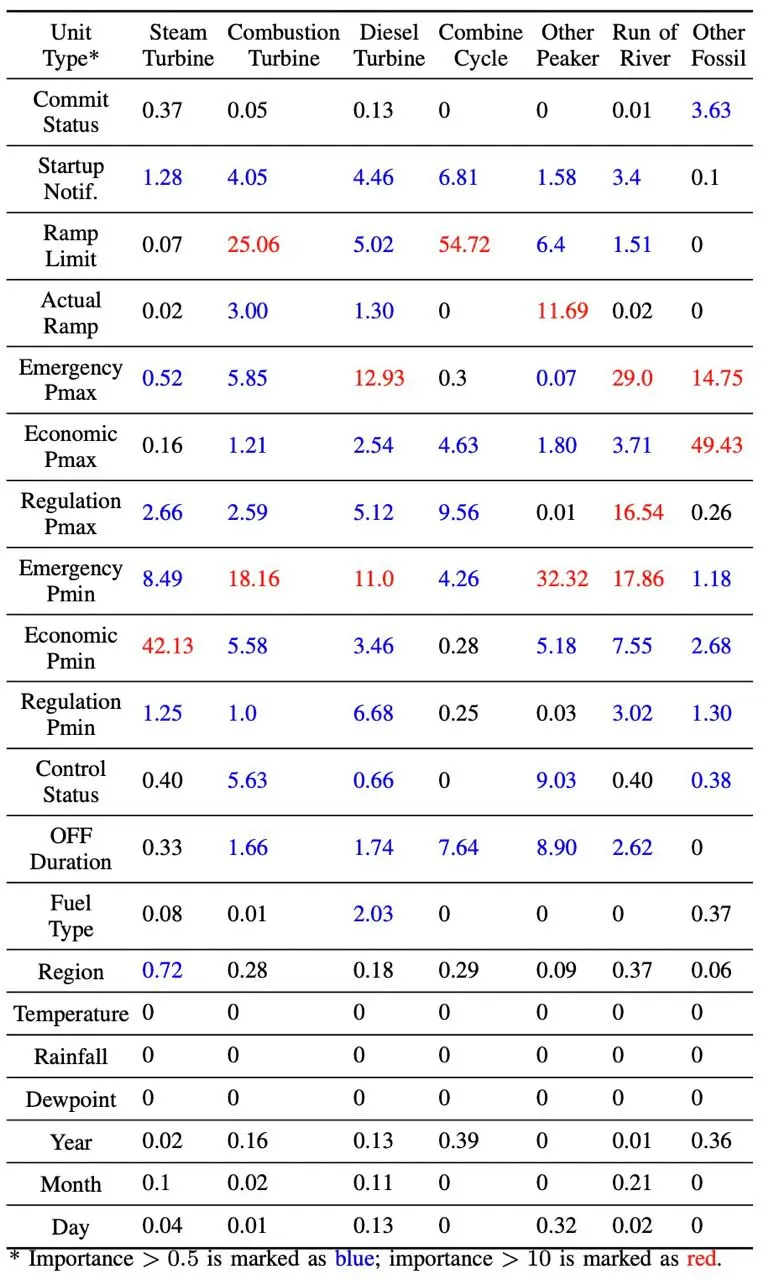 Unit Steam Combustion Diesel Combine Other Run of Other
Type* Turbine Turbine Turbine Cycle Peaker River Fossil
Commit
Status 0.37 0.05 0.13 0 0 0.01 3.63
Startup
Notif. 1.28 4.05 4.46 6.81 1.58 3.4 0.1
Ramp
Limit 0.07 25.06 5.02 54.72 6.4 1.51 0
Actual
Ramp 0.02 3.00 1.30 0 11.69 0.02 0
Emergency
Pmax 0.52 5.85 12.93 0.3 0.07 29.0 14.75
Economic
Pmax 0.16 1.21 2.54 4.63 1.80 3.71 49.43
Regulation
Pmax 2.66 2.59 5.12 9.56 0.01 16.54 0.26
Emergency
Pmin 8.49 18.16 11.0 4.26 32.32 17.86 1.18
Economic
Pmin 42.13 5.58 3.46 0.28 5.18 7.55 2.68
Regulation
Pmin 1.25 1.0 6.68 0.25 0.03 3.02 1.30
Control
Status 0.40 5.63 0.66 0 9.03 0.40 0.38
OFF
Duration 0.33 1.66 1.74 7.64 8.90 2.62 0
Fuel
Type 0.08 0.01 2.03 0 0 0 0.37
Region 0.72 0.28 0.18 0.29 0.09 0.37 0.06
Temperature 0 0 0 0 0 0 0
Rainfall 0 0 0 0 0 0 0
Dewpoint 0 0 0 0 0 0 0
Year 0.02 0.16 0.13 0.39 0 0.01 0.36
Month 0.1 0.02 0.11 0 0 0.21 0
Day 0.04 0.01 0.13 0 0.32 0.02 0
* Importance > 0.5 is marked as blue; importance > 10 is marked as red.